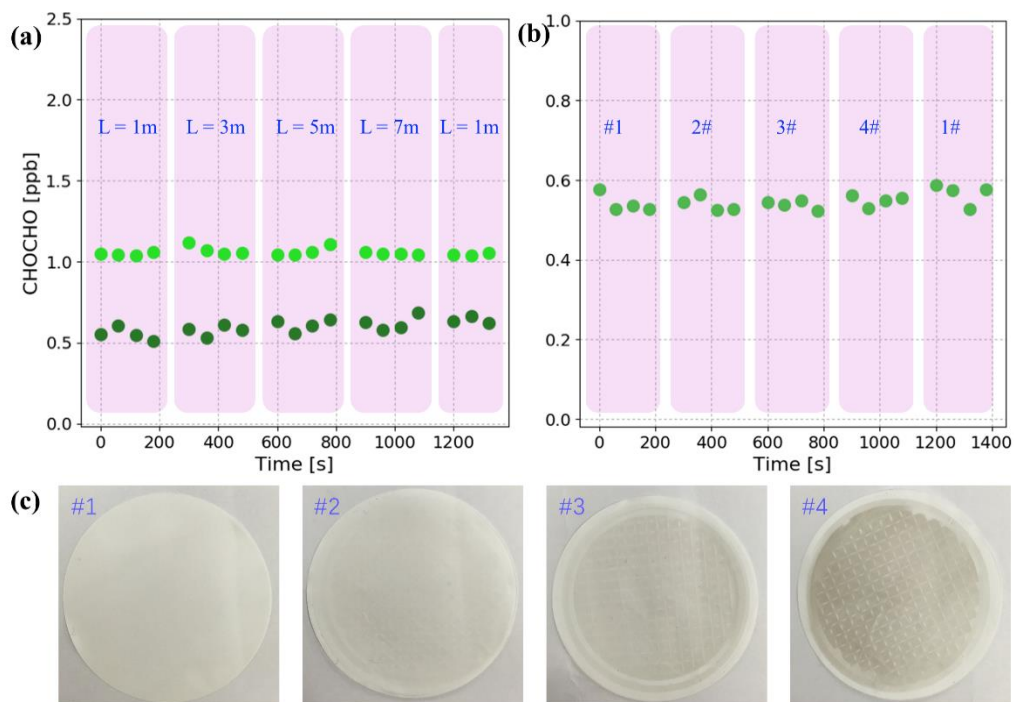 (a)
2.5
2.0
1.5
1.0
0.5
0.0
CHOCHO [ppb]
L = 1m L = 3m L = 5m L = 7m L = 1m
0 200 400 600 800 1000 1200
Time [s]
(b)
1.0
0.8
0.6
0.4
0.2
0.0
#1 2# 3# 4# 1#
0 200 400 600 800 1000 1200 1400
Time [s]
(c)
#1 #2 #3 #4